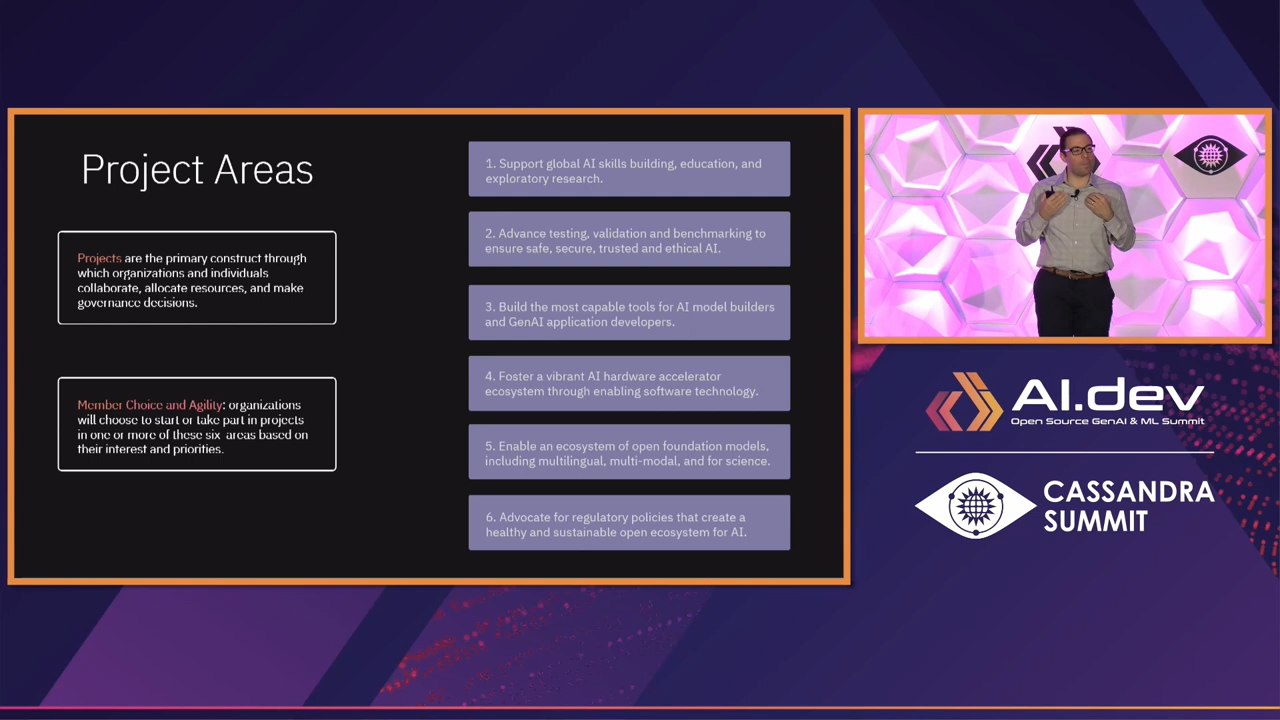 Project Areas
Projects are the primary construct through
which organizations and individuals
collaborate, allocate resources, and make
governance decisions.
Member Choice and Agility: organizations
will choose to start or take part in projects
in one or more of these six areas based on
their interest and priorities.
1. Support global AI skills building, education, and
exploratory research.
2. Advance testing, validation and benchmarking to
ensure safe, secure, trusted and ethical AI.
3. Build the most capable tools for AI model builders
and GenAI application developers.
4. Foster a vibrant AI hardware accelerator
ecosystem through enabling software technology.
5. Enable an ecosystem of open foundation models,
including multilingual, multi-modal, and for science.
6. Advocate for regulatory policies that create a
healthy and sustainable open ecosystem for AI.
AI.dev
Open Source GenAI & ML Summit
CASSANDRA
SUMMIT